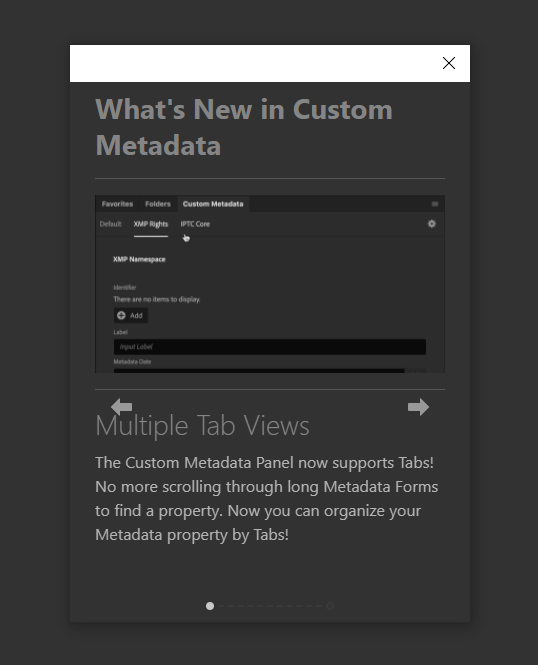 What's New in Custom
Metadata
Favorites Folders Custom Metadata
Default XMP Rights IPTC Core
XMP Namespace
Identifier
There are no items to display.
Add
Label
Input Label
Metadata Date
Multiple Tab Views
The Custom Metadata Panel now supports Tabs!
No more scrolling through long Metadata Forms
to find a property. Now you can organize your
Metadata property by Tabs!